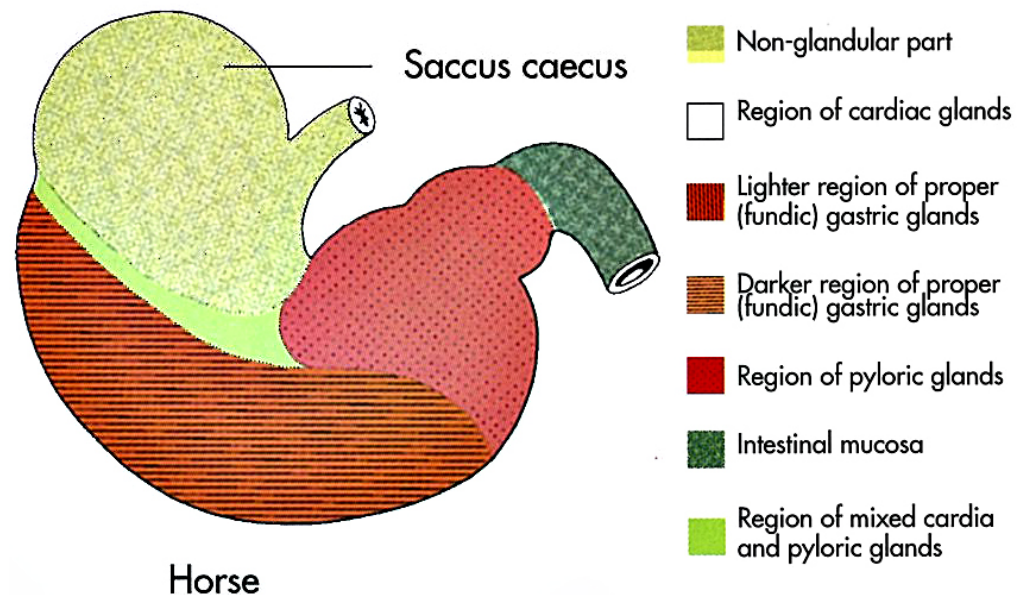 Saccus caecus
Horse
Non-glandular part
Region of cardiac glands
Lighter region of proper
(fundic) gastric glands
Darker region of proper
(fundic) gastric glands
Region of pyloric glands
Intestinal mucosa
Region of mixed cardia
and pyloric glands